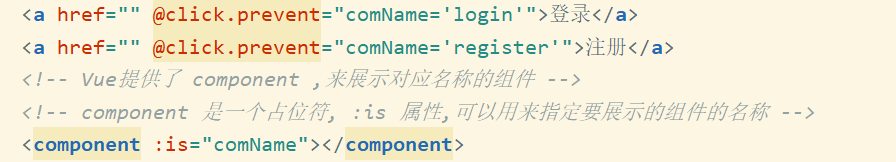 <a href="" @click.prevent="comName='login'">登录</a>
<a href="" @click.prevent="comName='register'">注册</a>
<!-- Vue提供了 component ,来展示对应名称的组件 -->
<!-- component 是一个占位符, :is 属性,可以用来指定要展示的组件的名称 -->
<component :is="comName"></component>